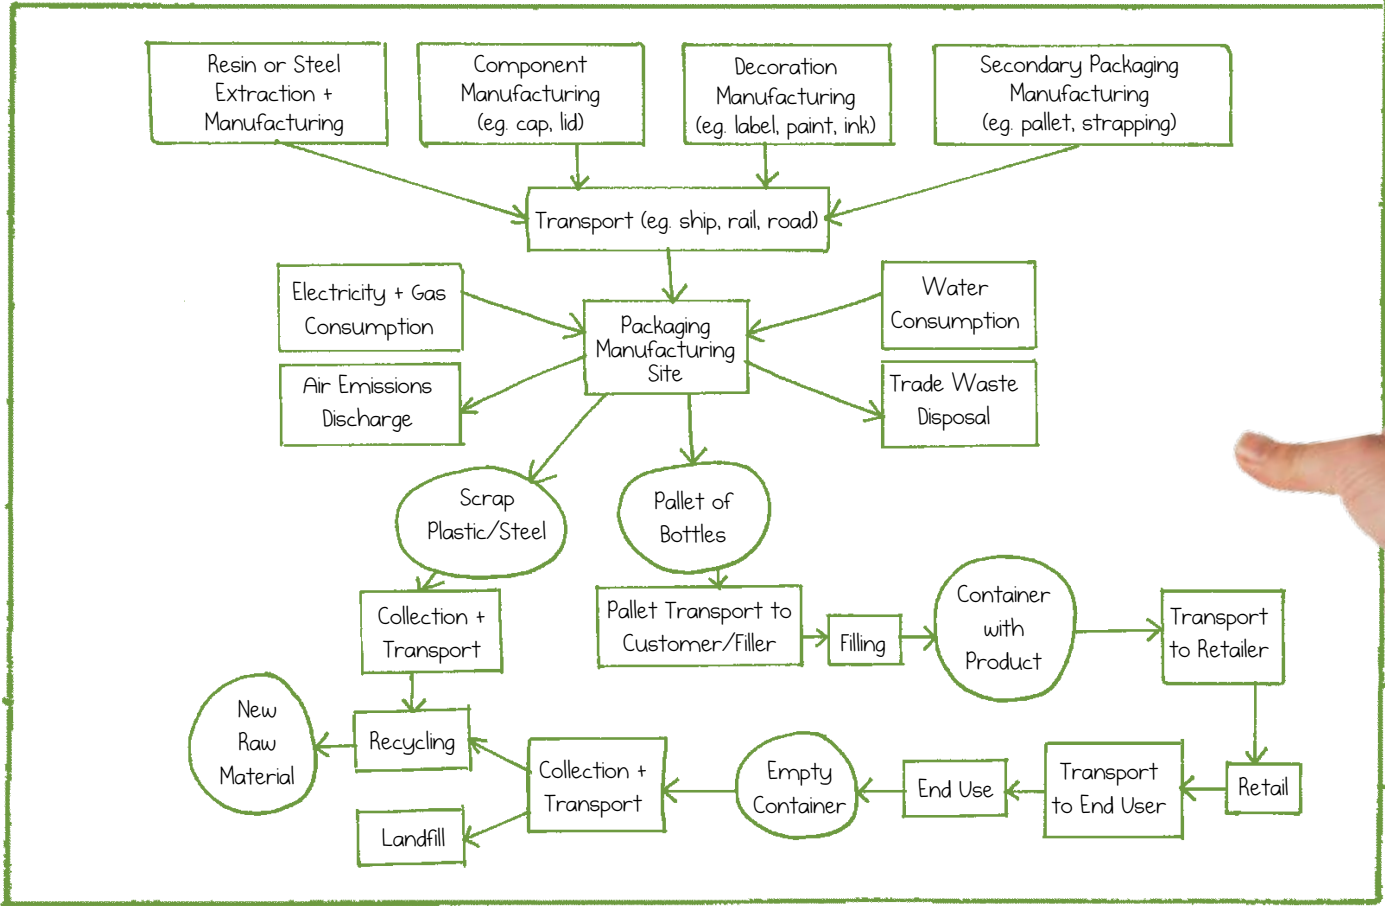 Resin or Steel
Extraction +
Manufacturing
Component
Manufacturing
(eg. cap, lid)
Decoration
Manufacturing
(eg. label, paint, ink)
Secondary Packaging
Manufacturing
(eg. pallet, strapping)
Transport (eg. ship, rail, road)
Electricity + Gas
Consumption
Packaging
Manufacturing
Site
Water
Consumption
Air Emissions
Discharge
Trade Waste
Disposal
Scrap
Plastic/Steel
Pallet of
Bottles
Collection +
Transport
Pallet Transport to
Customer/Filler
Filling
Container
with
Product
Transport
to Retailer
New
Raw
Material
Recycling
Collection +
Transport
Empty
Container
End Use
Transport
to End User
Retail
Landfill